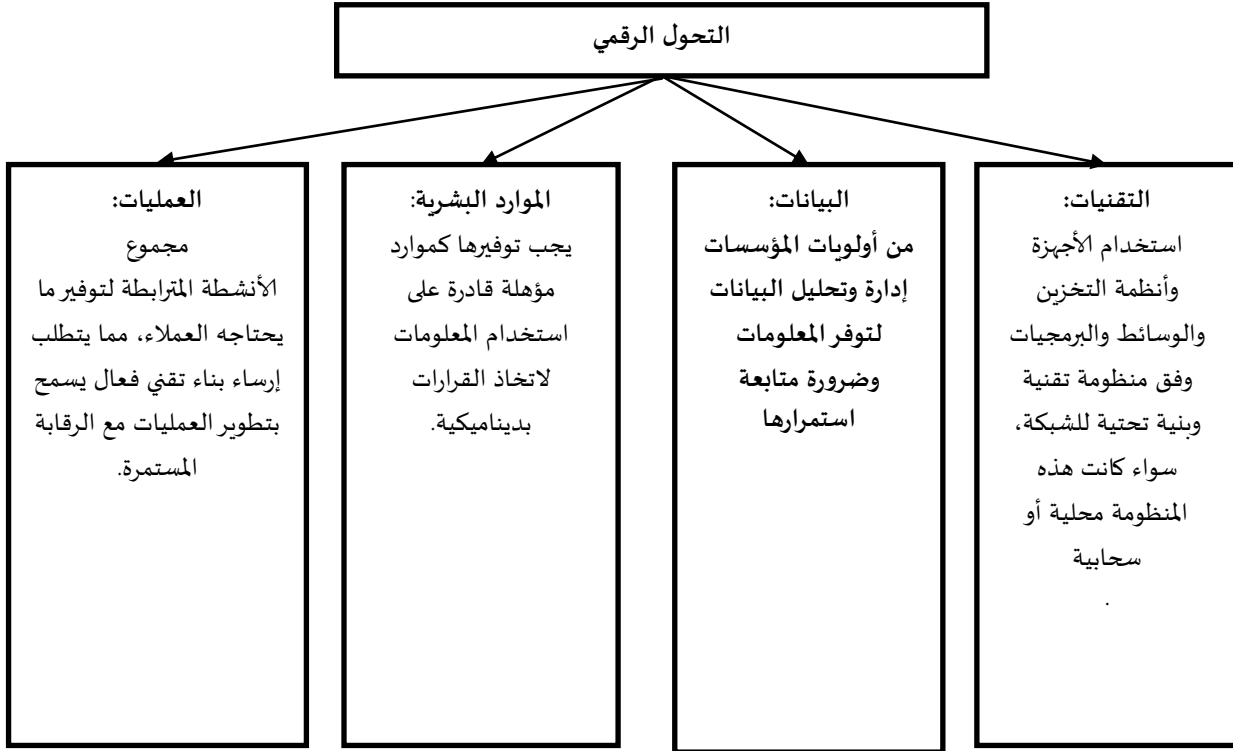 التحول الرقمي
التقنيات:
استخدام الأجهزة
وأنظمة التخزين
والوسائط والبرمجيات
وفق منظومة تقنية
وبنية تحتية للشبكة،
سواء كانت هذه
المنظومة محلية أو
سحابية
.
البيانات:
من أولويات المؤسسات
إدارة وتحليل البيانات
لتوفر المعلومات
وضرورة متابعة
استمرارها
الموارد البشرية:
يجب توفيرها كموارد
مؤهلة قادرة على
استخدام المعلومات
لاتخاذ القرارات
بديناميكية.
العمليات:
مجموع
الأنشطة المترابطة لتوفير ما
يحتاجه العملاء، مما يتطلب
إرساء بناء تقني فعال يسمح
بتطوير العمليات مع الرقابة
المستمرة.